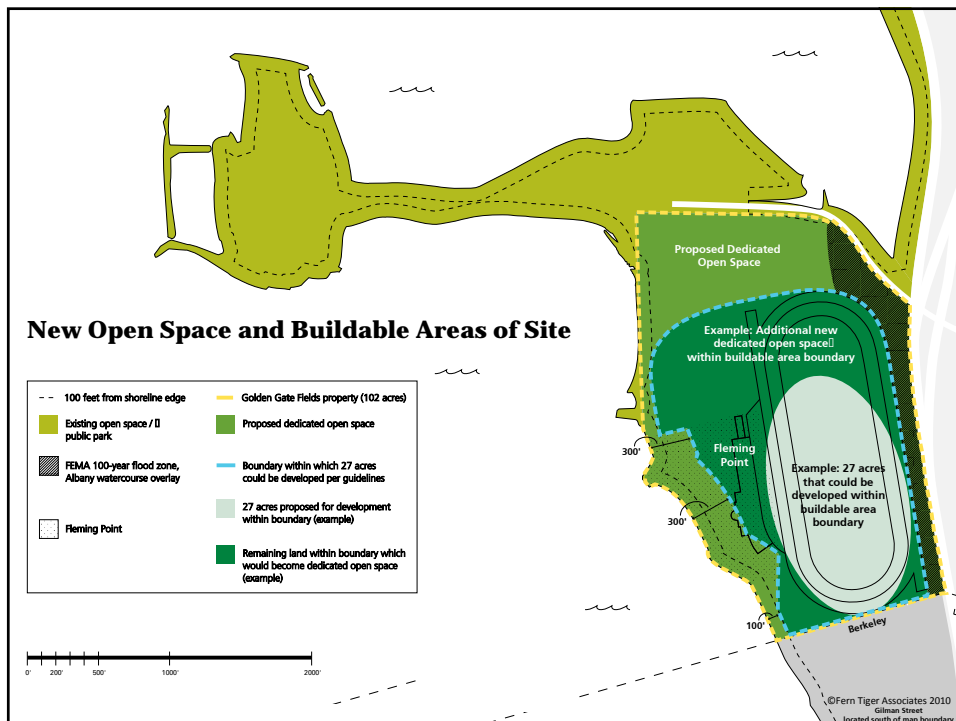 Proposed Dedicated
Open Space
New Open Space and Buildable Areas of Site
Example: Additional new
dedicated open space
within buildable area boundary
100 feet from shoreline edge
Existing open space /
public park
FEMA 100-year flood zone,
Albany watercourse overlay
Fleming Point
Golden Gate Fields property (102 acres)
Proposed dedicated open space
Boundary within which 27 acres
could be developed per guidelines
27 acres proposed for development
within boundary (example)
Remaining land within boundary which
would become dedicated open space
(example)
300'
Fleming
Point
Example: 27 acres
that could be
developed within
buildable area
boundary
300'
100'
Berkeley
0'
200'
500'
1000'
2000'
©Fern Tiger Associates 2010
Gilman Street
located south of map boundary